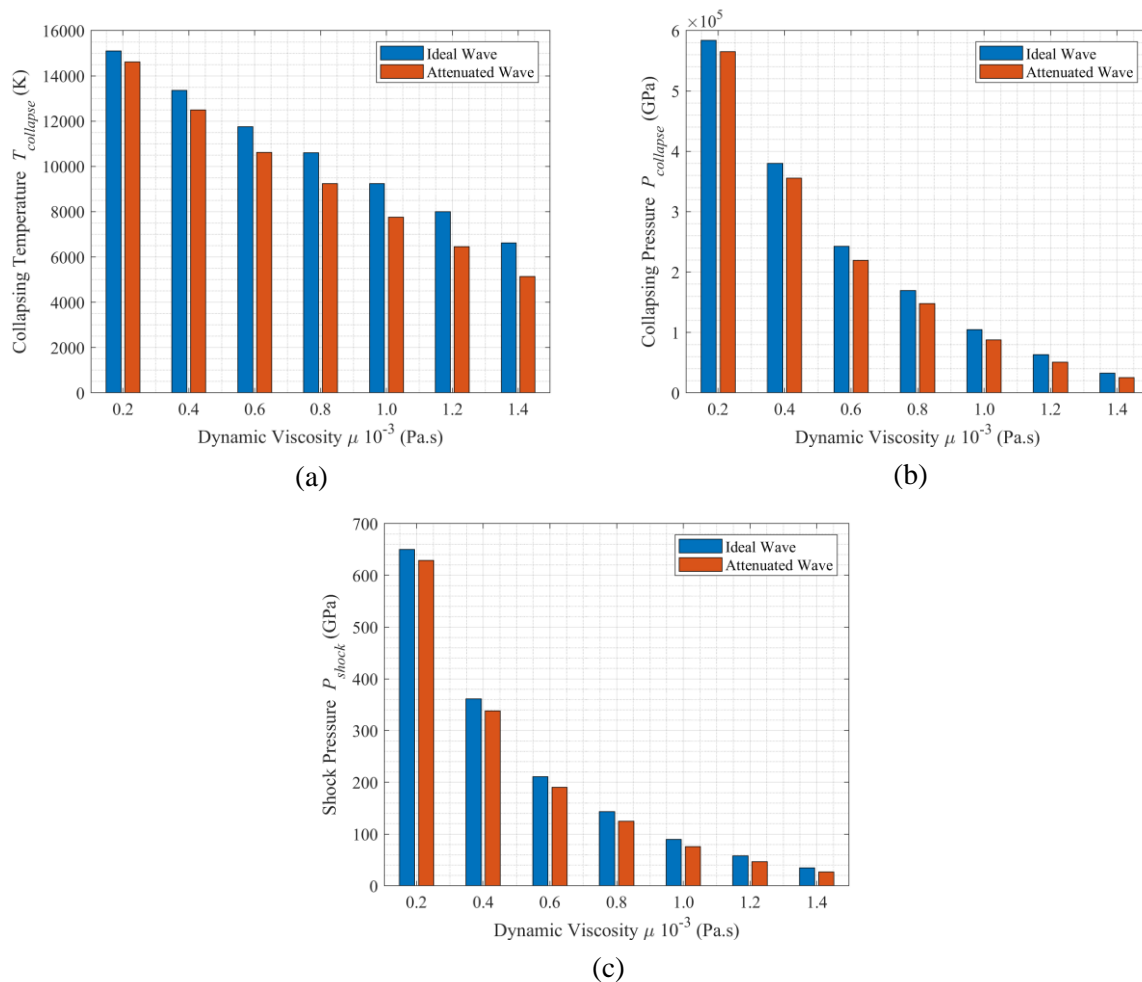 16000
14000
12000
10000
8000
6000
4000
2000
0
Collapsing Temperature T_collapse (K)
Ideal Wave
Attenuated Wave
0.2 0.4 0.6 0.8 1.0 1.2 1.4
Dynamic Viscosity μ 10^-3 (Pa.s)
(a)
×10^5
6
5
4
3
2
1
0
Collapsing Pressure P_collapse (GPa)
Ideal Wave
Attenuated Wave
0.2 0.4 0.6 0.8 1.0 1.2 1.4
Dynamic Viscosity μ 10^-3 (Pa.s)
(b)
700
600
500
400
300
200
100
0
Shock Pressure P_shock (GPa)
Ideal Wave
Attenuated Wave
0.2 0.4 0.6 0.8 1.0 1.2 1.4
Dynamic Viscosity μ 10^-3 (Pa.s)
(c)